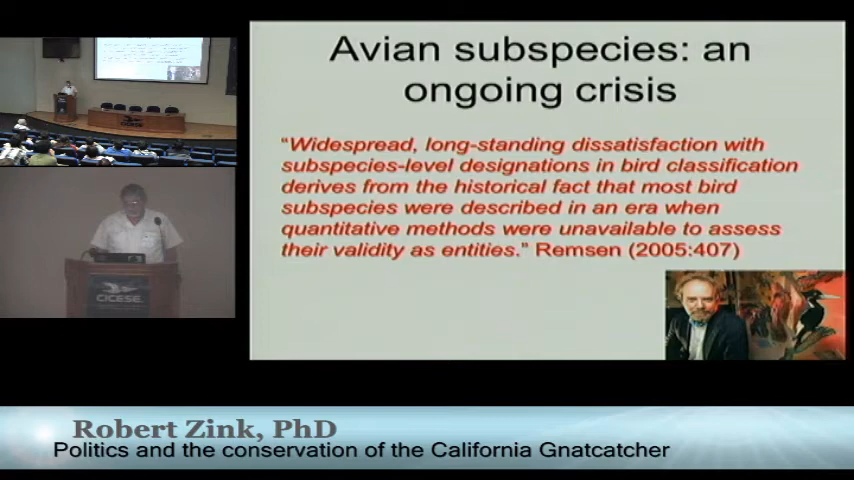 Avian subspecies: an
ongoing crisis
“Widespread, long-standing dissatisfaction with
subspecies-level designations in bird classification
derives from the historical fact that most bird
subspecies were described in an era when
quantitative methods were unavailable to assess
their validity as entities.” Remsen (2005:407)
CICESE
CICESE.
Robert Zink, PhD
Politics and the conservation of the California Gnatcatcher